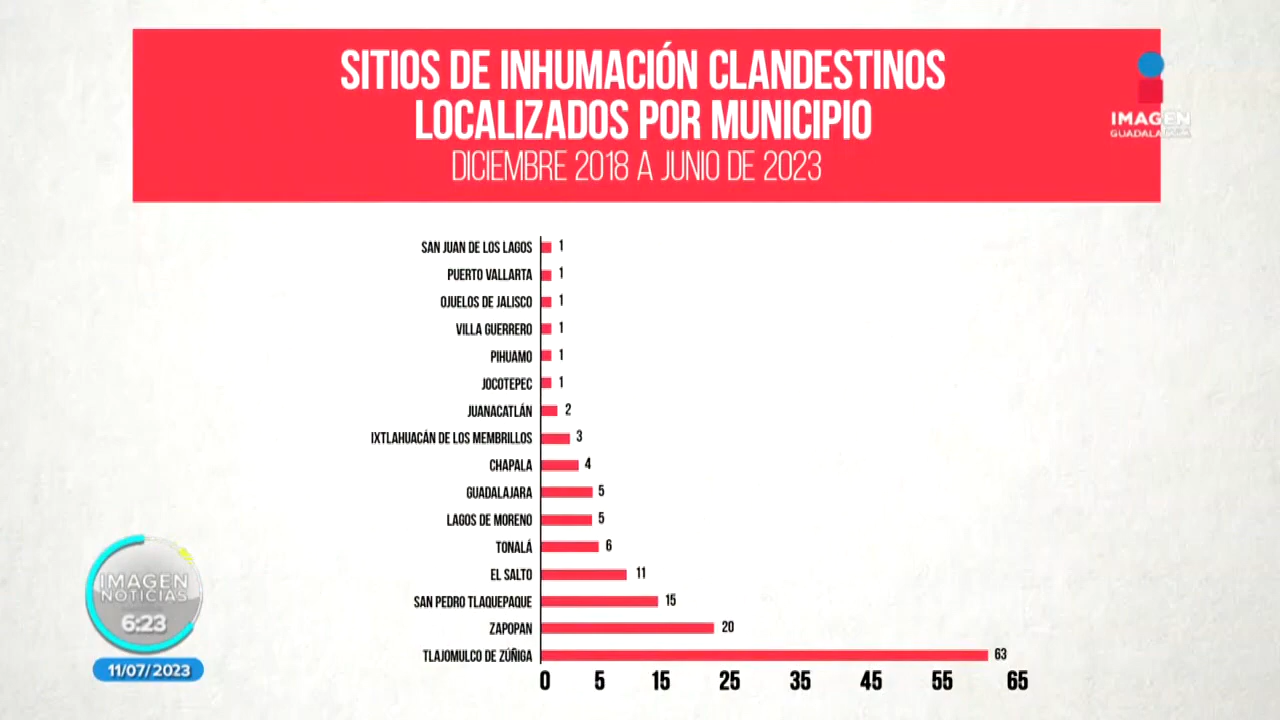 SITIOS DE INHUMACIÓN CLANDESTINOS
LOCALIZADOS POR MUNICIPIO
DICIEMBRE 2018 A JUNIO DE 2023
IMAGEN
GUADALAJARA
SAN JUAN DE LOS LAGOS 1
PUERTO VALLARTA 1
OJUELOS DE JALISCO 1
VILLA GUERRERO 1
PIHUAMO 1
JOCOTEPEC 1
JUANACATLÁN 2
IXTLAHUACÁN DE LOS MEMBRILLOS 3
CHAPALA 4
GUADALAJARA 5
LAGOS DE MORENO 5
TONALÁ 6
EL SALTO 11
SAN PEDRO TLAQUEPAQUE 15
ZAPOPAN 20
TLAJOMULCO DE ZÚÑIGA 63
0 5 15 25 35 45 55 65
IMAGEN
NOTICIAS
6:23
11/07/2023